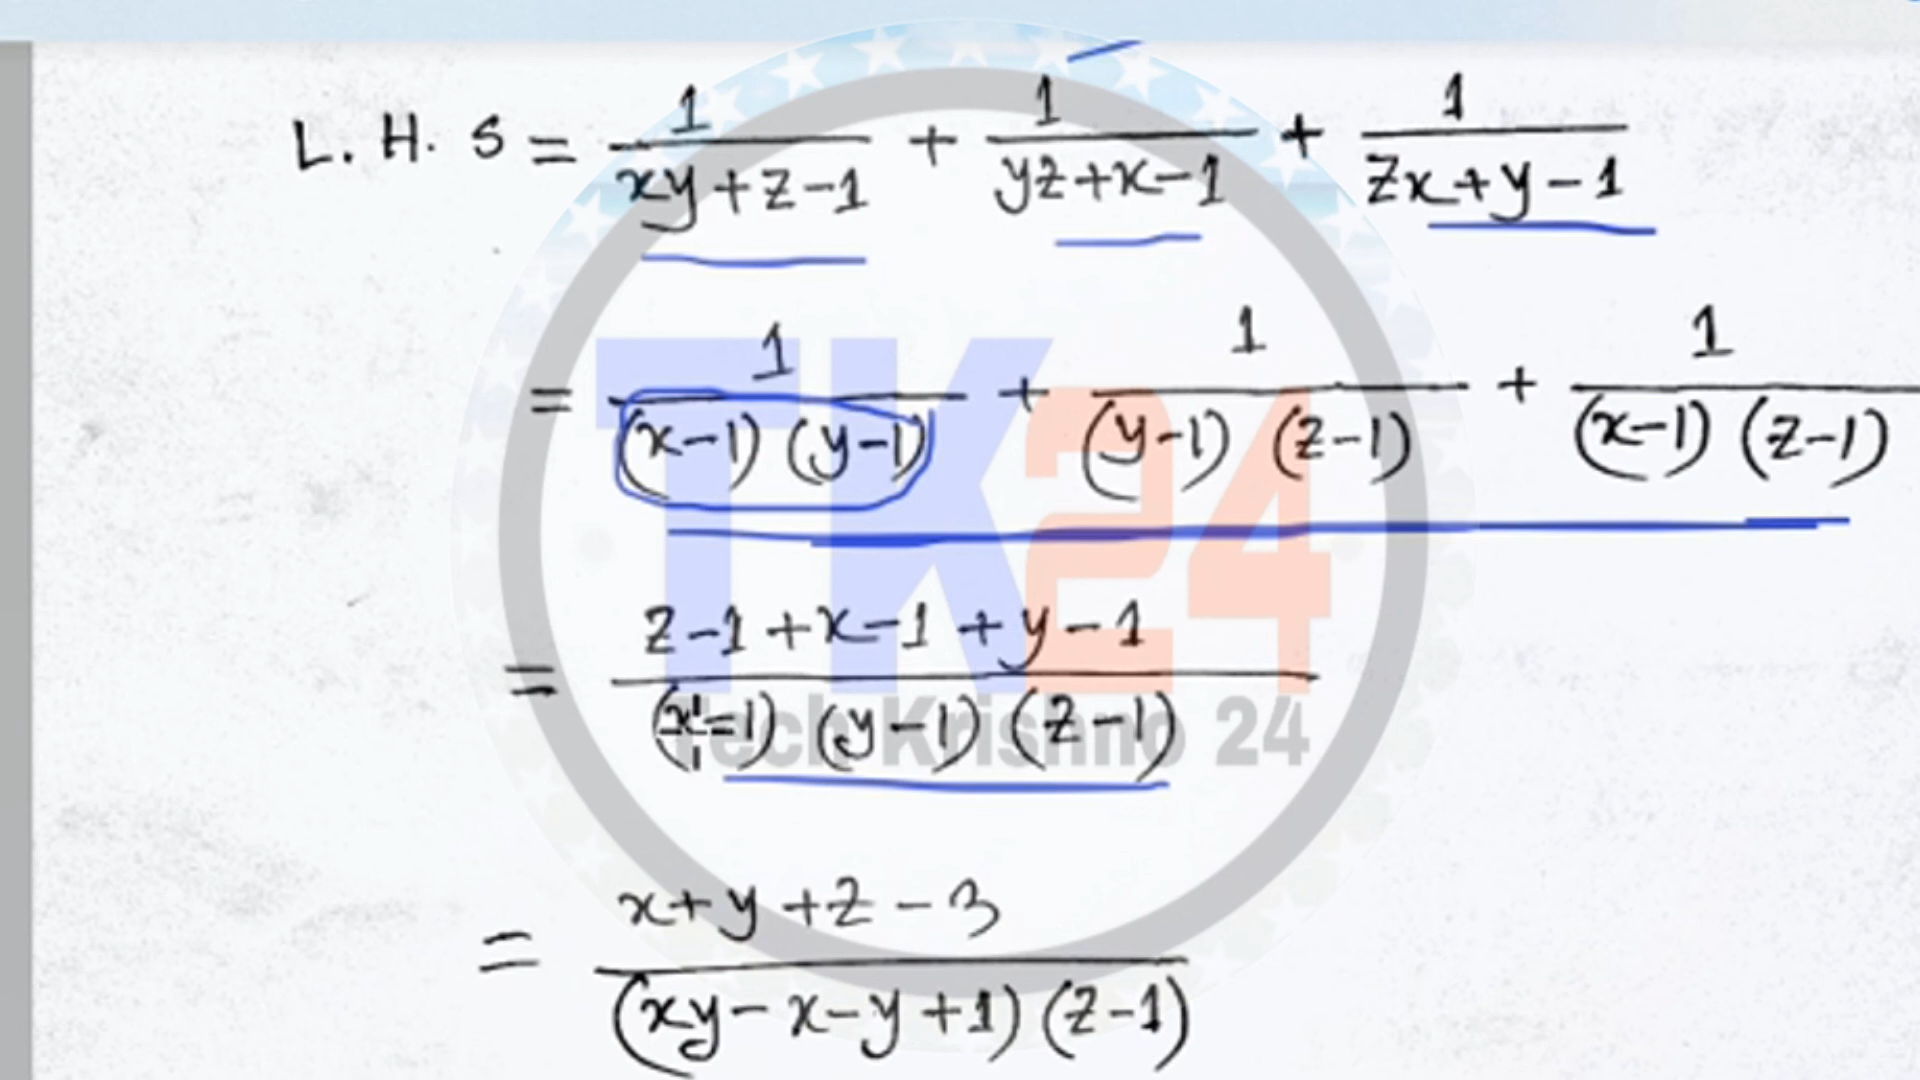 L. H. S = 1/(xy+z-1) + 1/(yz+x-1) + 1/(zx+y-1)
= 1/((x-1)(y-1)) + 1/((y-1)(z-1)) + 1/((x-1)(z-1))
= (z-1+x-1+y-1)/((x-1)(y-1)(z-1))
= (x+y+z-3)/((xy-x-y+1)(z-1))
TK24
Tech Krishno 24